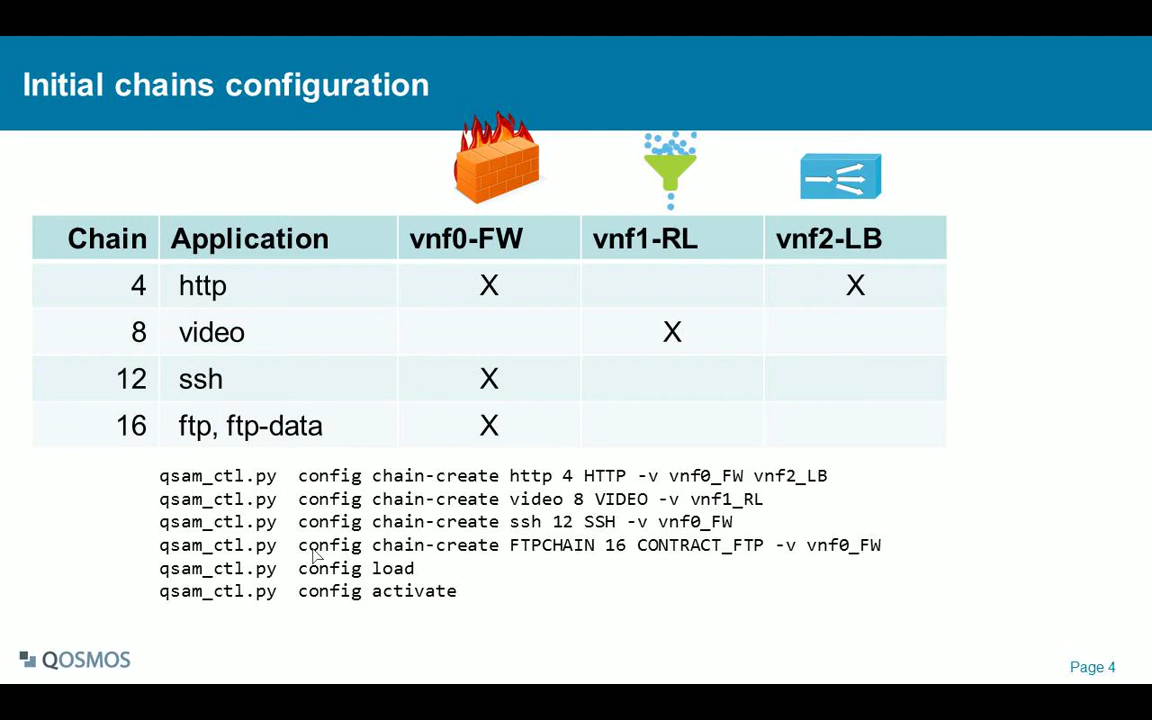 Initial chains configuration
Chain Application vnf0-FW vnf1-RL vnf2-LB
4 http X X
8 video X
12 ssh X
16 ftp, ftp-data X
qsam_ctl.py config chain-create http 4 HTTP -v vnf0_FW vnf2_LB
qsam_ctl.py config chain-create video 8 VIDEO -v vnf1_RL
qsam_ctl.py config chain-create ssh 12 SSH -v vnf0_FW
qsam_ctl.py config chain-create FTPCHAIN 16 CONTRACT_FTP -v vnf0_FW
qsam_ctl.py config load
qsam_ctl.py config activate
QOSMOS
Page 4